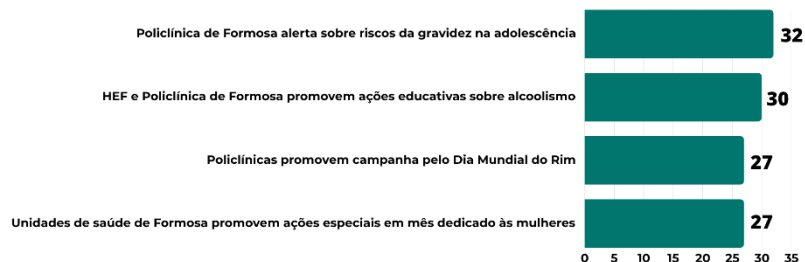 Policlínica de Formosa alerta sobre riscos da gravidez na adolescência 32
HEF e Policlínica de Formosa promovem ações educativas sobre alcoolismo 30
Policlínicas promovem campanha pelo Dia Mundial do Rim 27
Unidades de saúde de Formosa promovem ações especiais em mês dedicado às mulheres 27
0 5 10 15 20 25 30 35